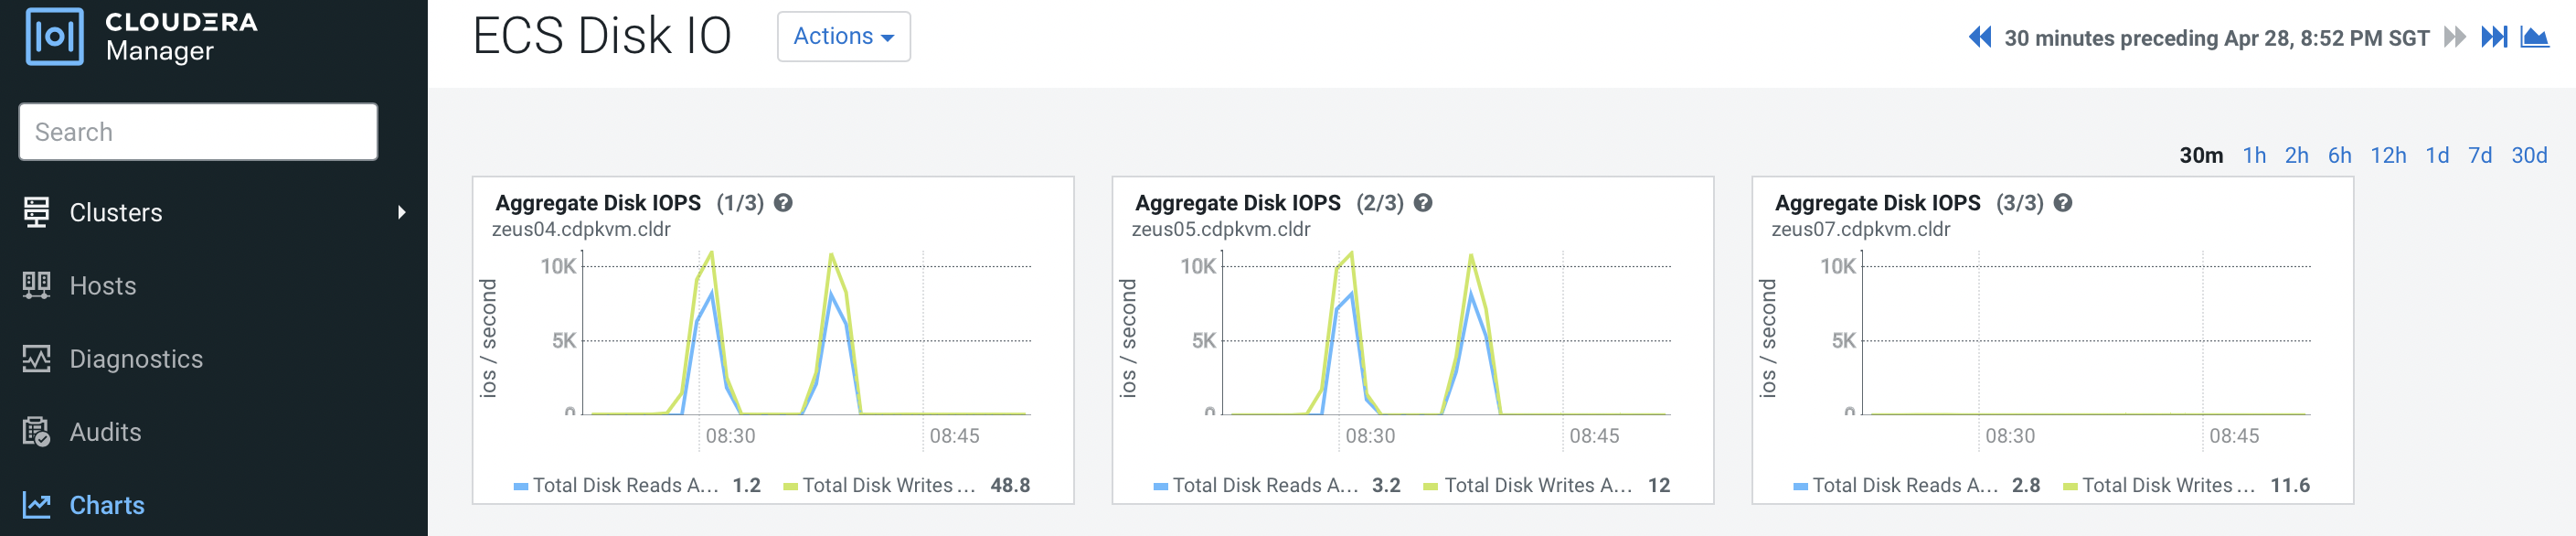 CLOUDERA
Manager
Search
Clusters
Hosts
Diagnostics
Audits
Charts
ECS Disk IO
Actions
30 minutes preceding Apr 28, 8:52 PM SGT
30m 1h 2h 6h 12h 1d 7d 30d
Aggregate Disk IOPS (1/3)
zeus04.cdpkvm.cldr
ios / second
10K
5K
0
08:30 08:45
Total Disk Reads A... 1.2 Total Disk Writes ... 48.8
Aggregate Disk IOPS (2/3)
zeus05.cdpkvm.cldr
ios / second
10K
5K
0
08:30 08:45
Total Disk Reads A... 3.2 Total Disk Writes A... 12
Aggregate Disk IOPS (3/3)
zeus07.cdpkvm.cldr
ios / second
10K
5K
0
08:30 08:45
Total Disk Reads A... 2.8 Total Disk Writes ... 11.6